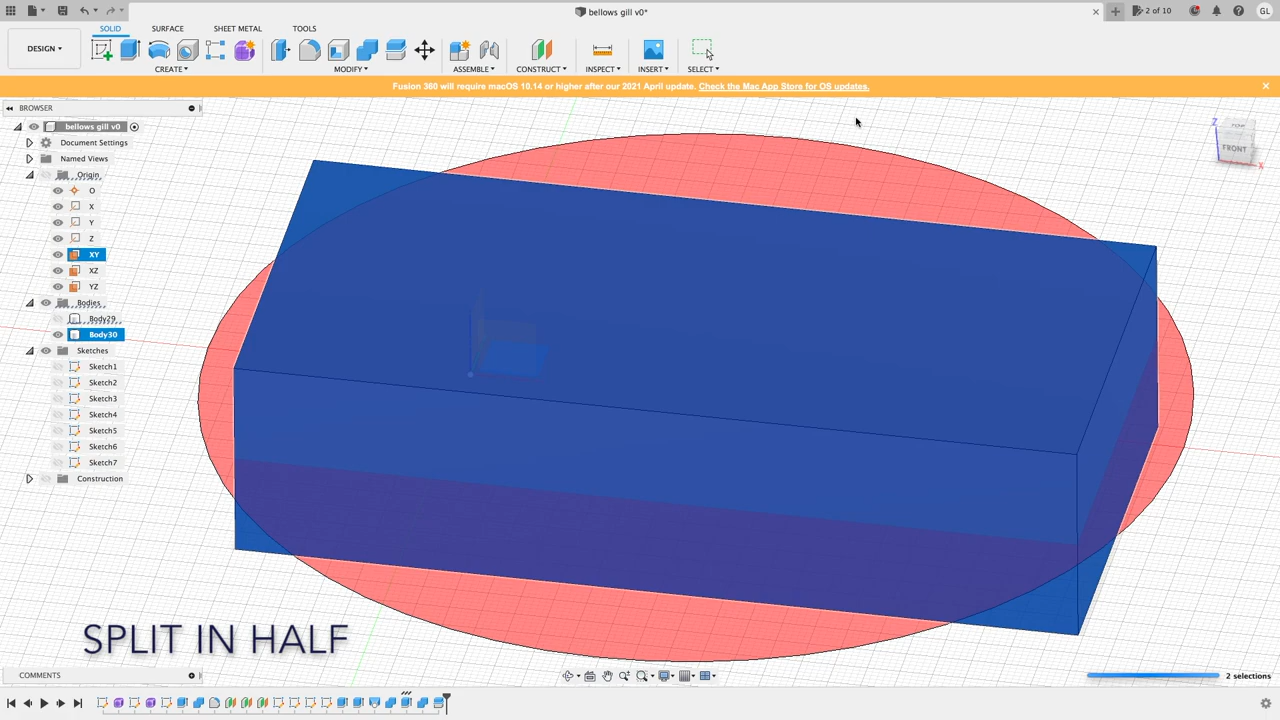 bellows gill v0*
2 of 10
GL
DESIGN
SOLID
SURFACE
SHEET METAL
TOOLS
CREATE
MODIFY
ASSEMBLE
CONSTRUCT
INSPECT
INSERT
SELECT
Fusion 360 will require macOS 10.14 or higher after our 2021 April update. Check the Mac App Store for OS updates.
BROWSER
bellows gill v0
Document Settings
Named Views
Origin
O
X
Y
Z
XY
XZ
YZ
Bodies
Body29
Body30
Sketches
Sketch1
Sketch2
Sketch3
Sketch4
Sketch5
Sketch6
Sketch7
Construction
Z
TOP
FRONT
X
SPLIT IN HALF
COMMENTS
2 selections